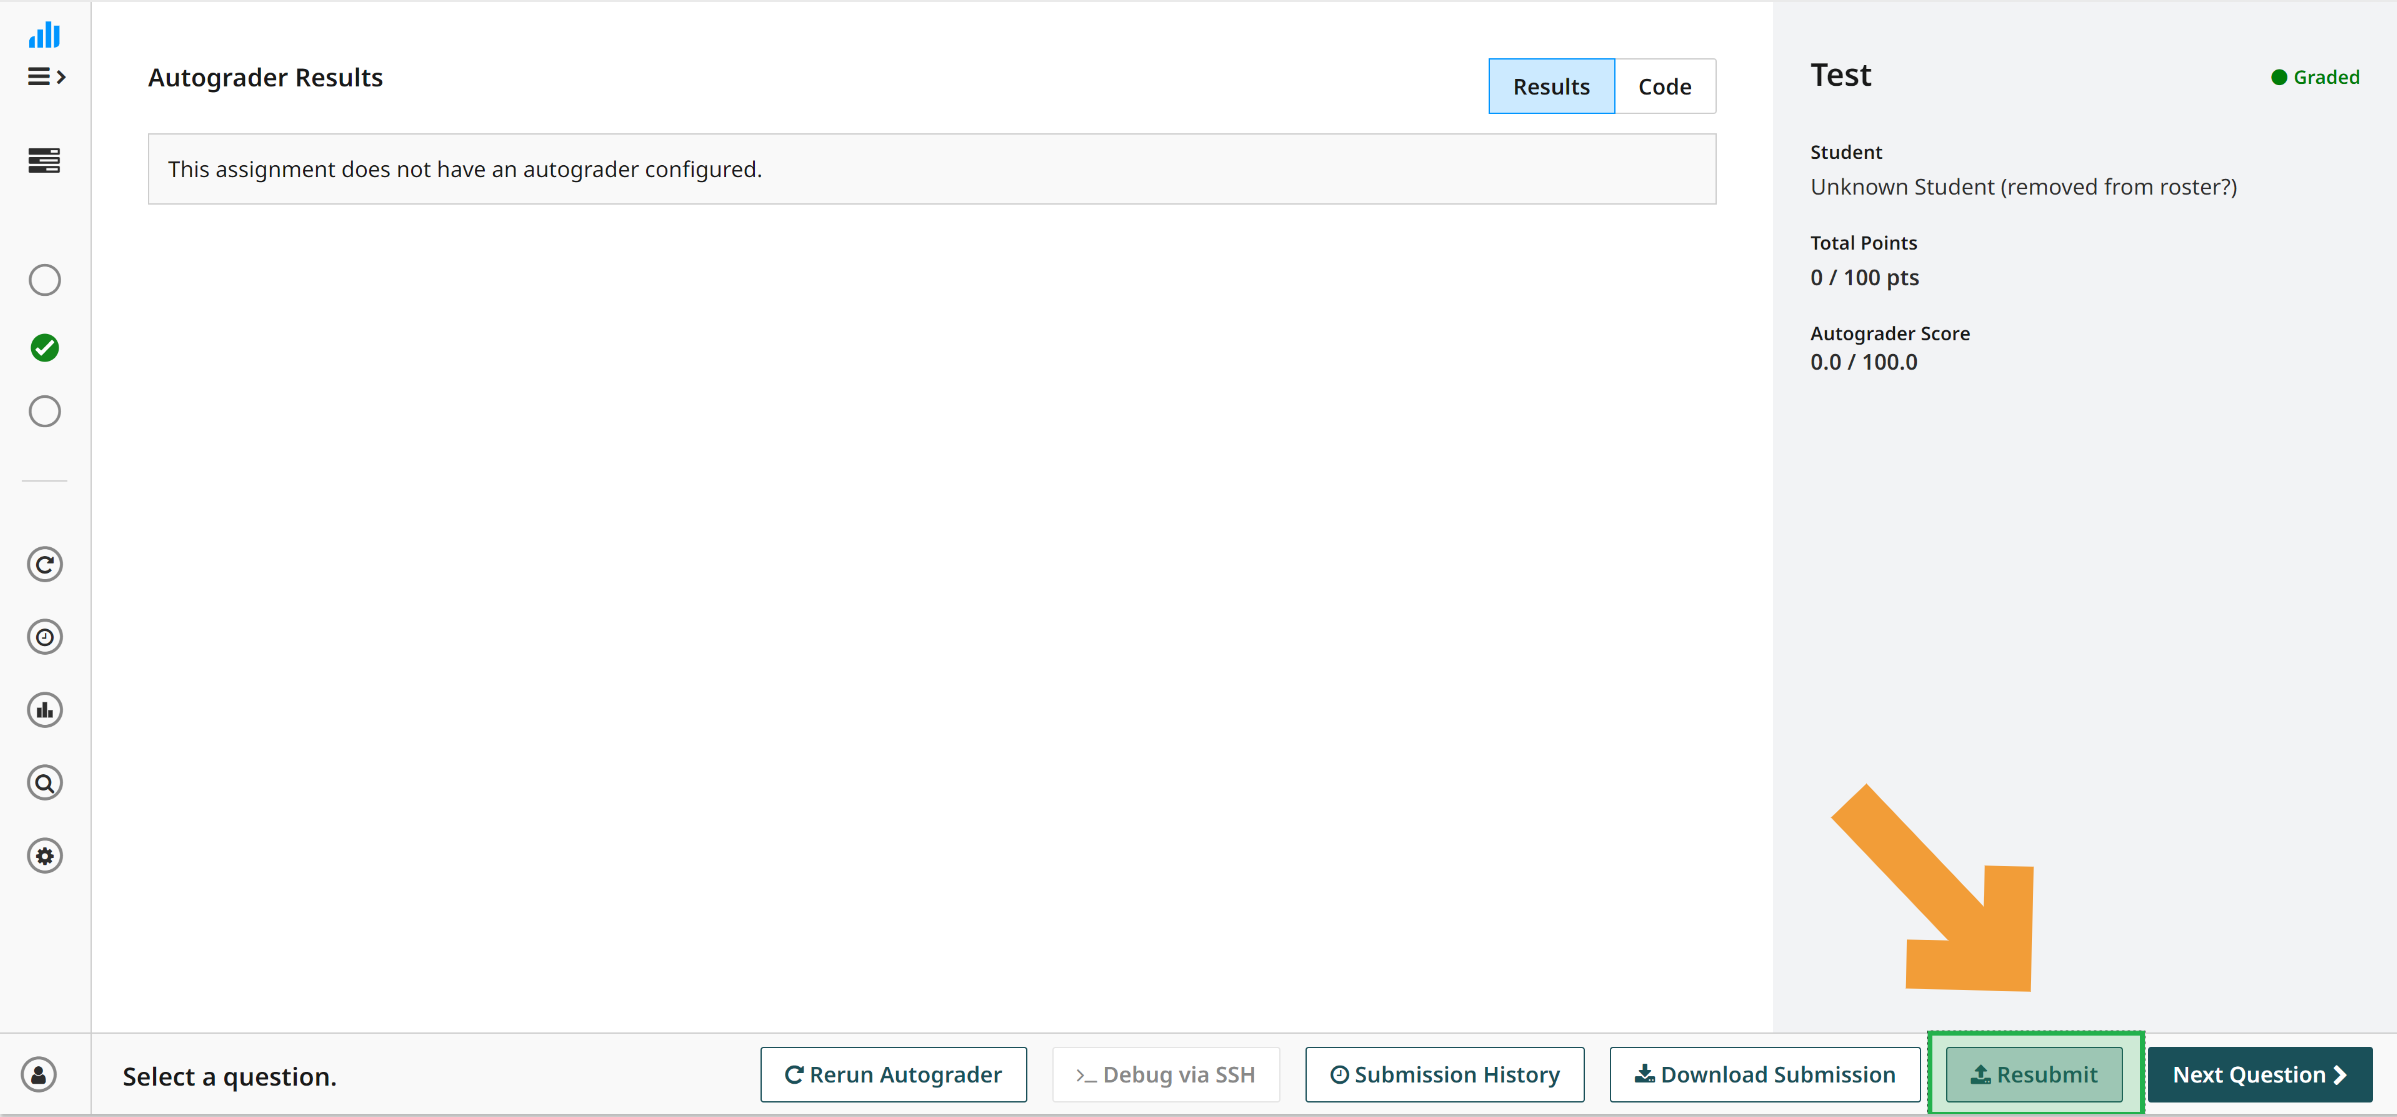 Autograder Results
Results
Code
This assignment does not have an autograder configured.
Test
Graded
Student
Unknown Student (removed from roster?)
Total Points
0 / 100 pts
Autograder Score
0.0 / 100.0
Select a question.
Rerun Autograder
>_ Debug via SSH
Submission History
Download Submission
Resubmit
Next Question